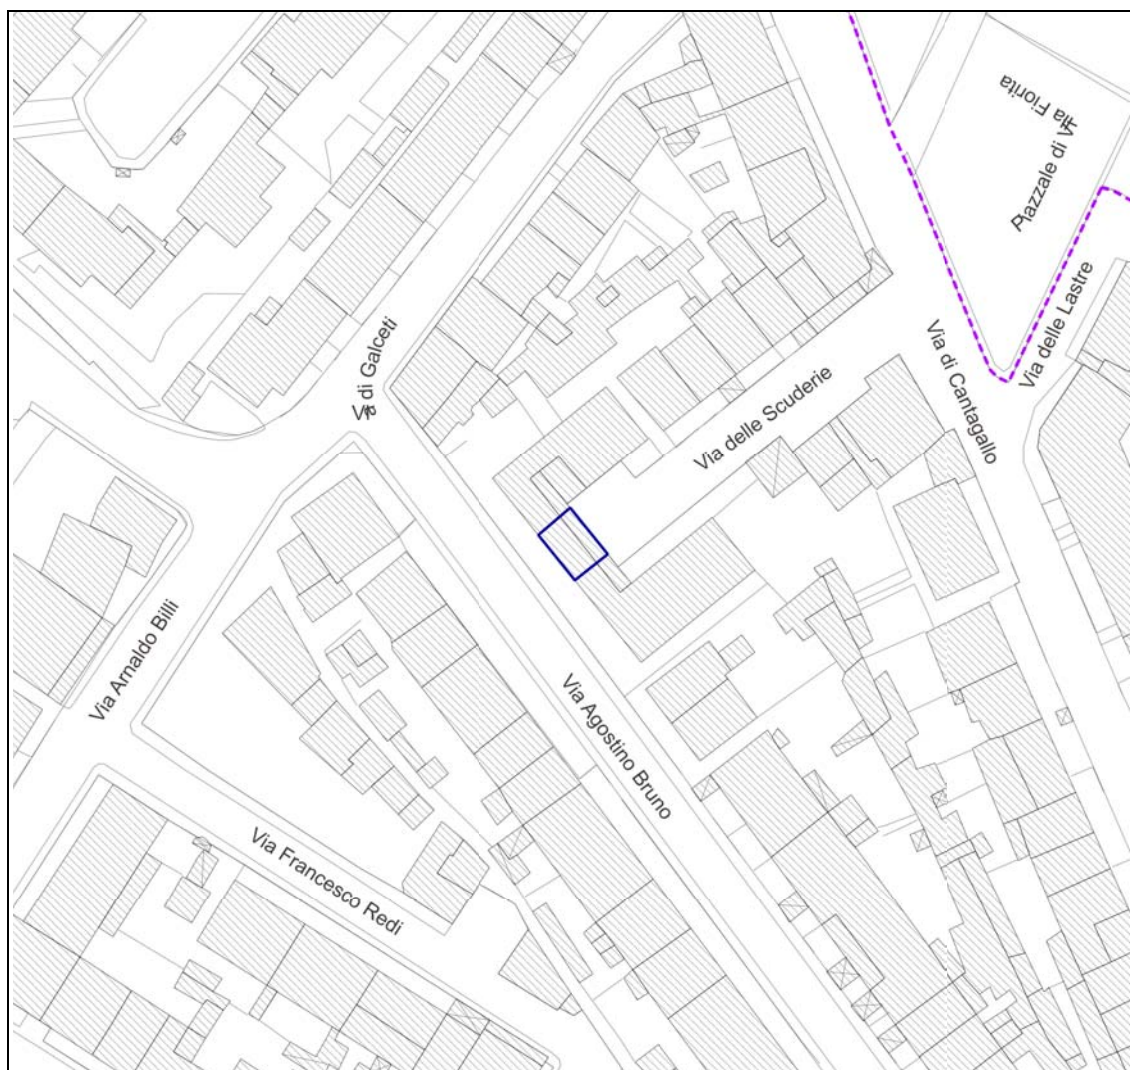 Piazzale di Villa Fiorita
Via delle Lastre
Via di Galceti
Via di Cantagallo
Via delle Scuderie
Via Arnaldo Billi
Via Agostino Bruno
Via Francesco Redi